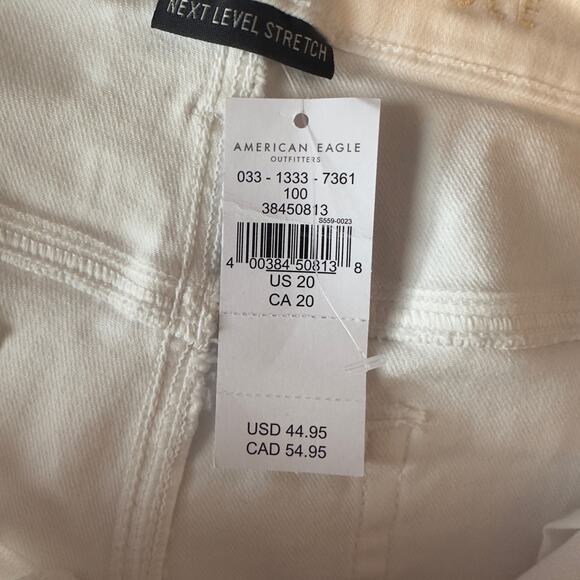 NEXT LEVEL STRETCH
AMERICAN EAGLE
OUTFITTERS
033 - 1333 - 7361
100
38450813
S559-0023
4 00384 50813 8
US 20
CA 20
USD 44.95
CAD 54.95